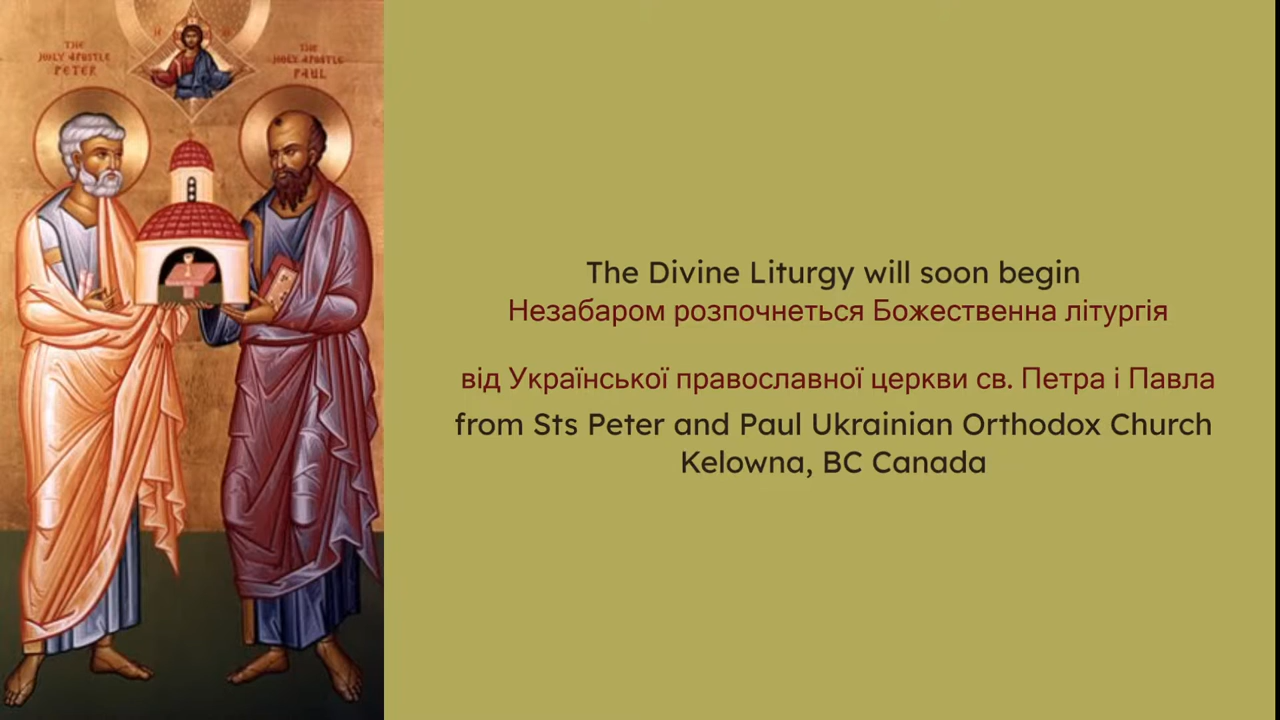 THE
HOLY APOSTLE
PETER
THE
HOLY APOSTLE
PAUL
The Divine Liturgy will soon begin
Незабаром розпочнеться Божественна літургія
від Української православної церкви св. Петра і Павла
from Sts Peter and Paul Ukrainian Orthodox Church
Kelowna, BC Canada